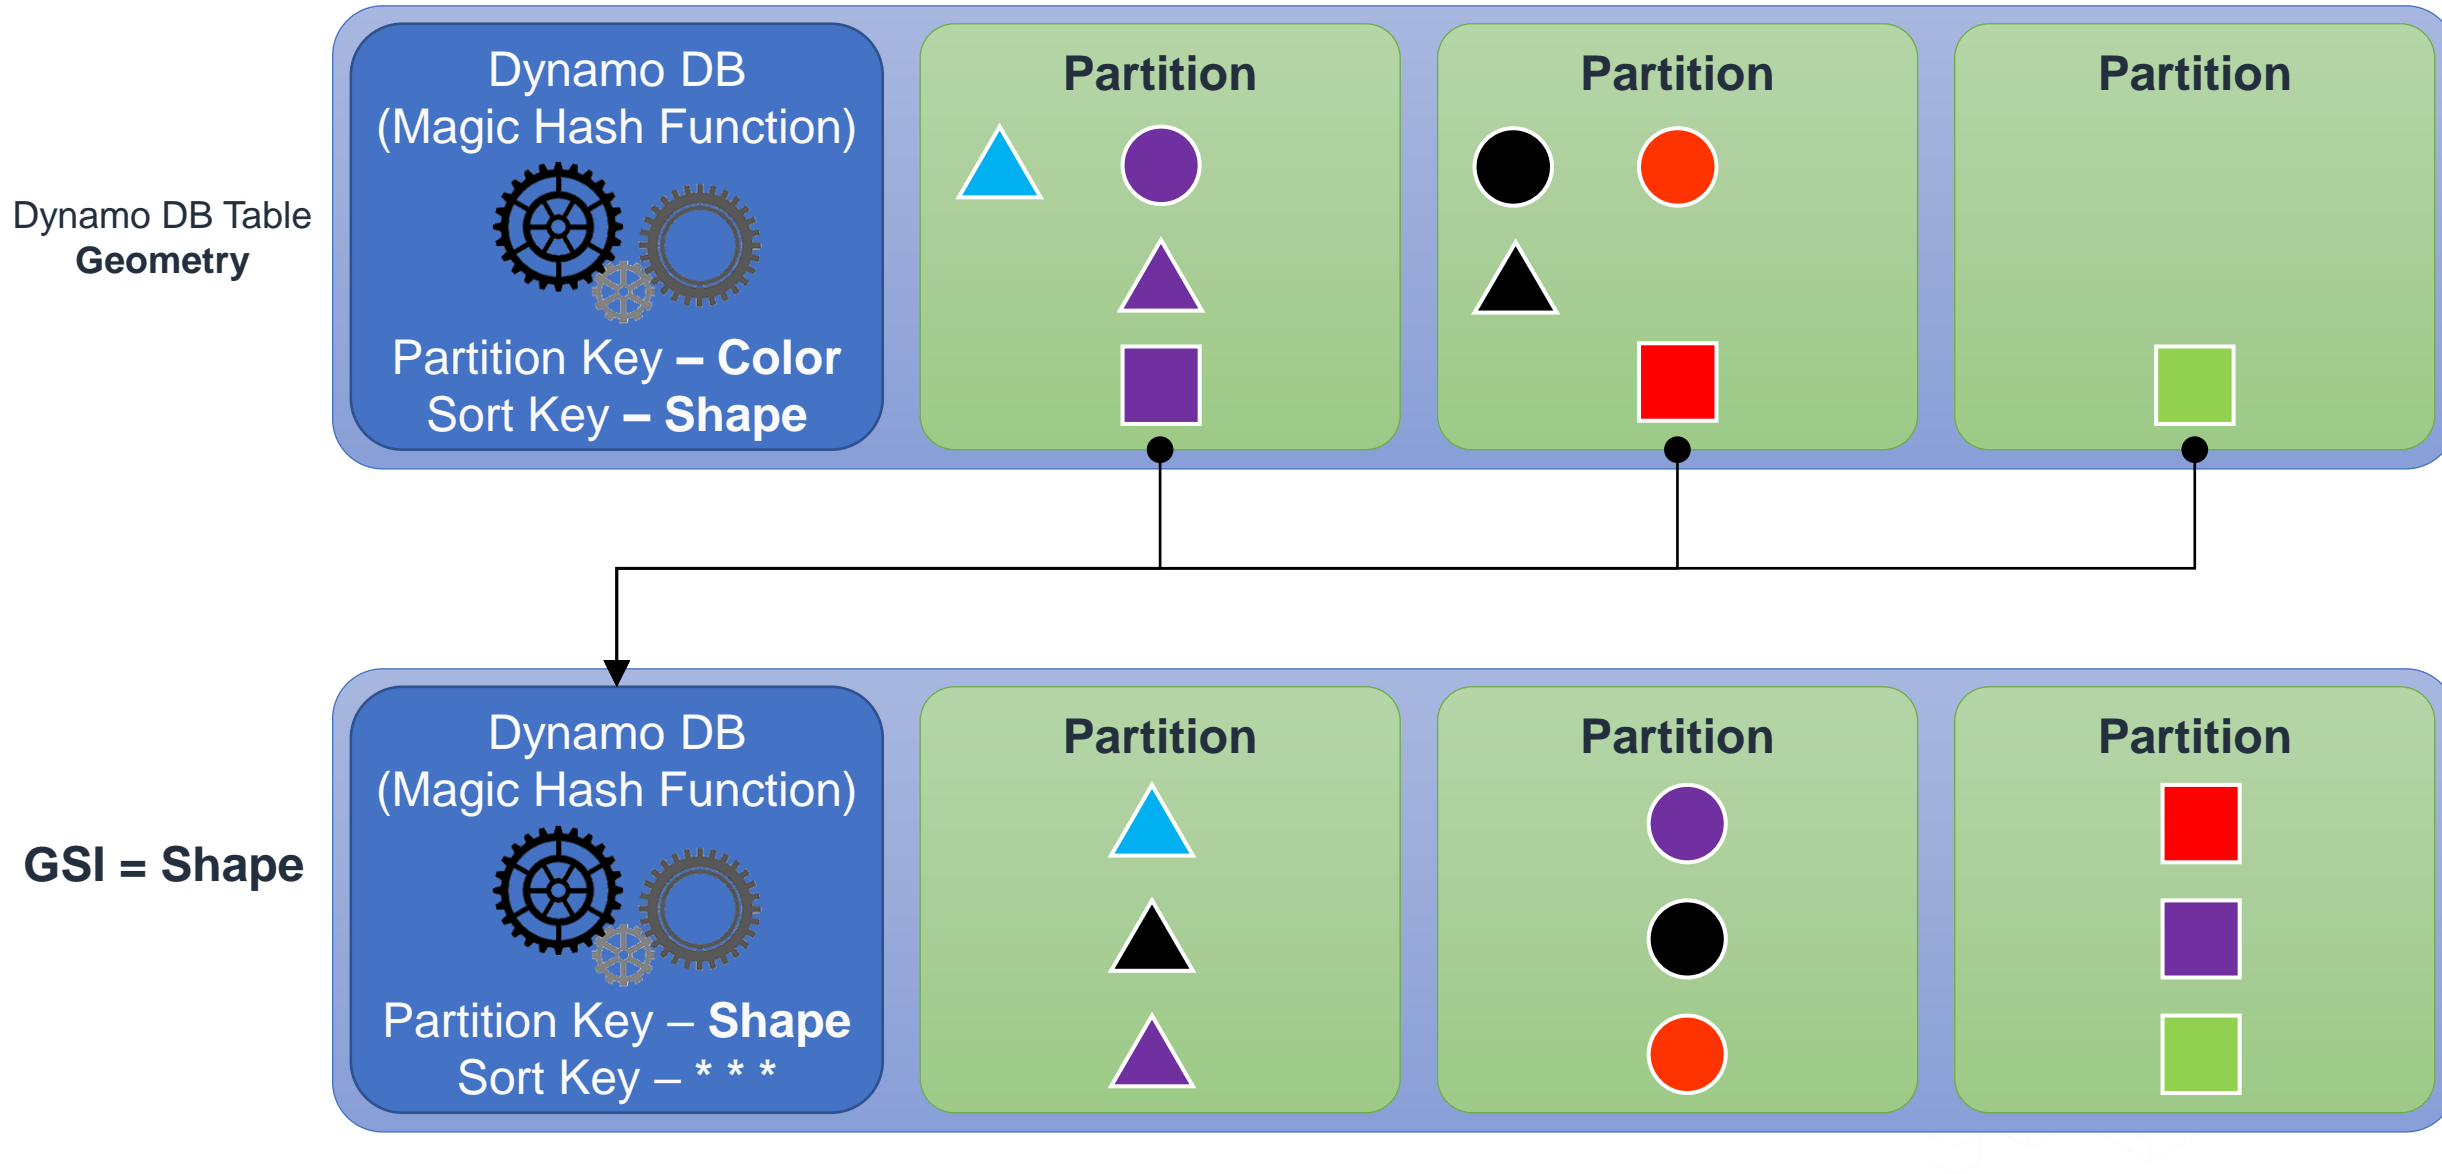 Dynamo DB Table
Geometry
Dynamo DB
(Magic Hash Function)
Partition Key – Color
Sort Key – Shape
Partition
Partition
Partition
GSI = Shape
Dynamo DB
(Magic Hash Function)
Partition Key – Shape
Sort Key – * * *
Partition
Partition
Partition